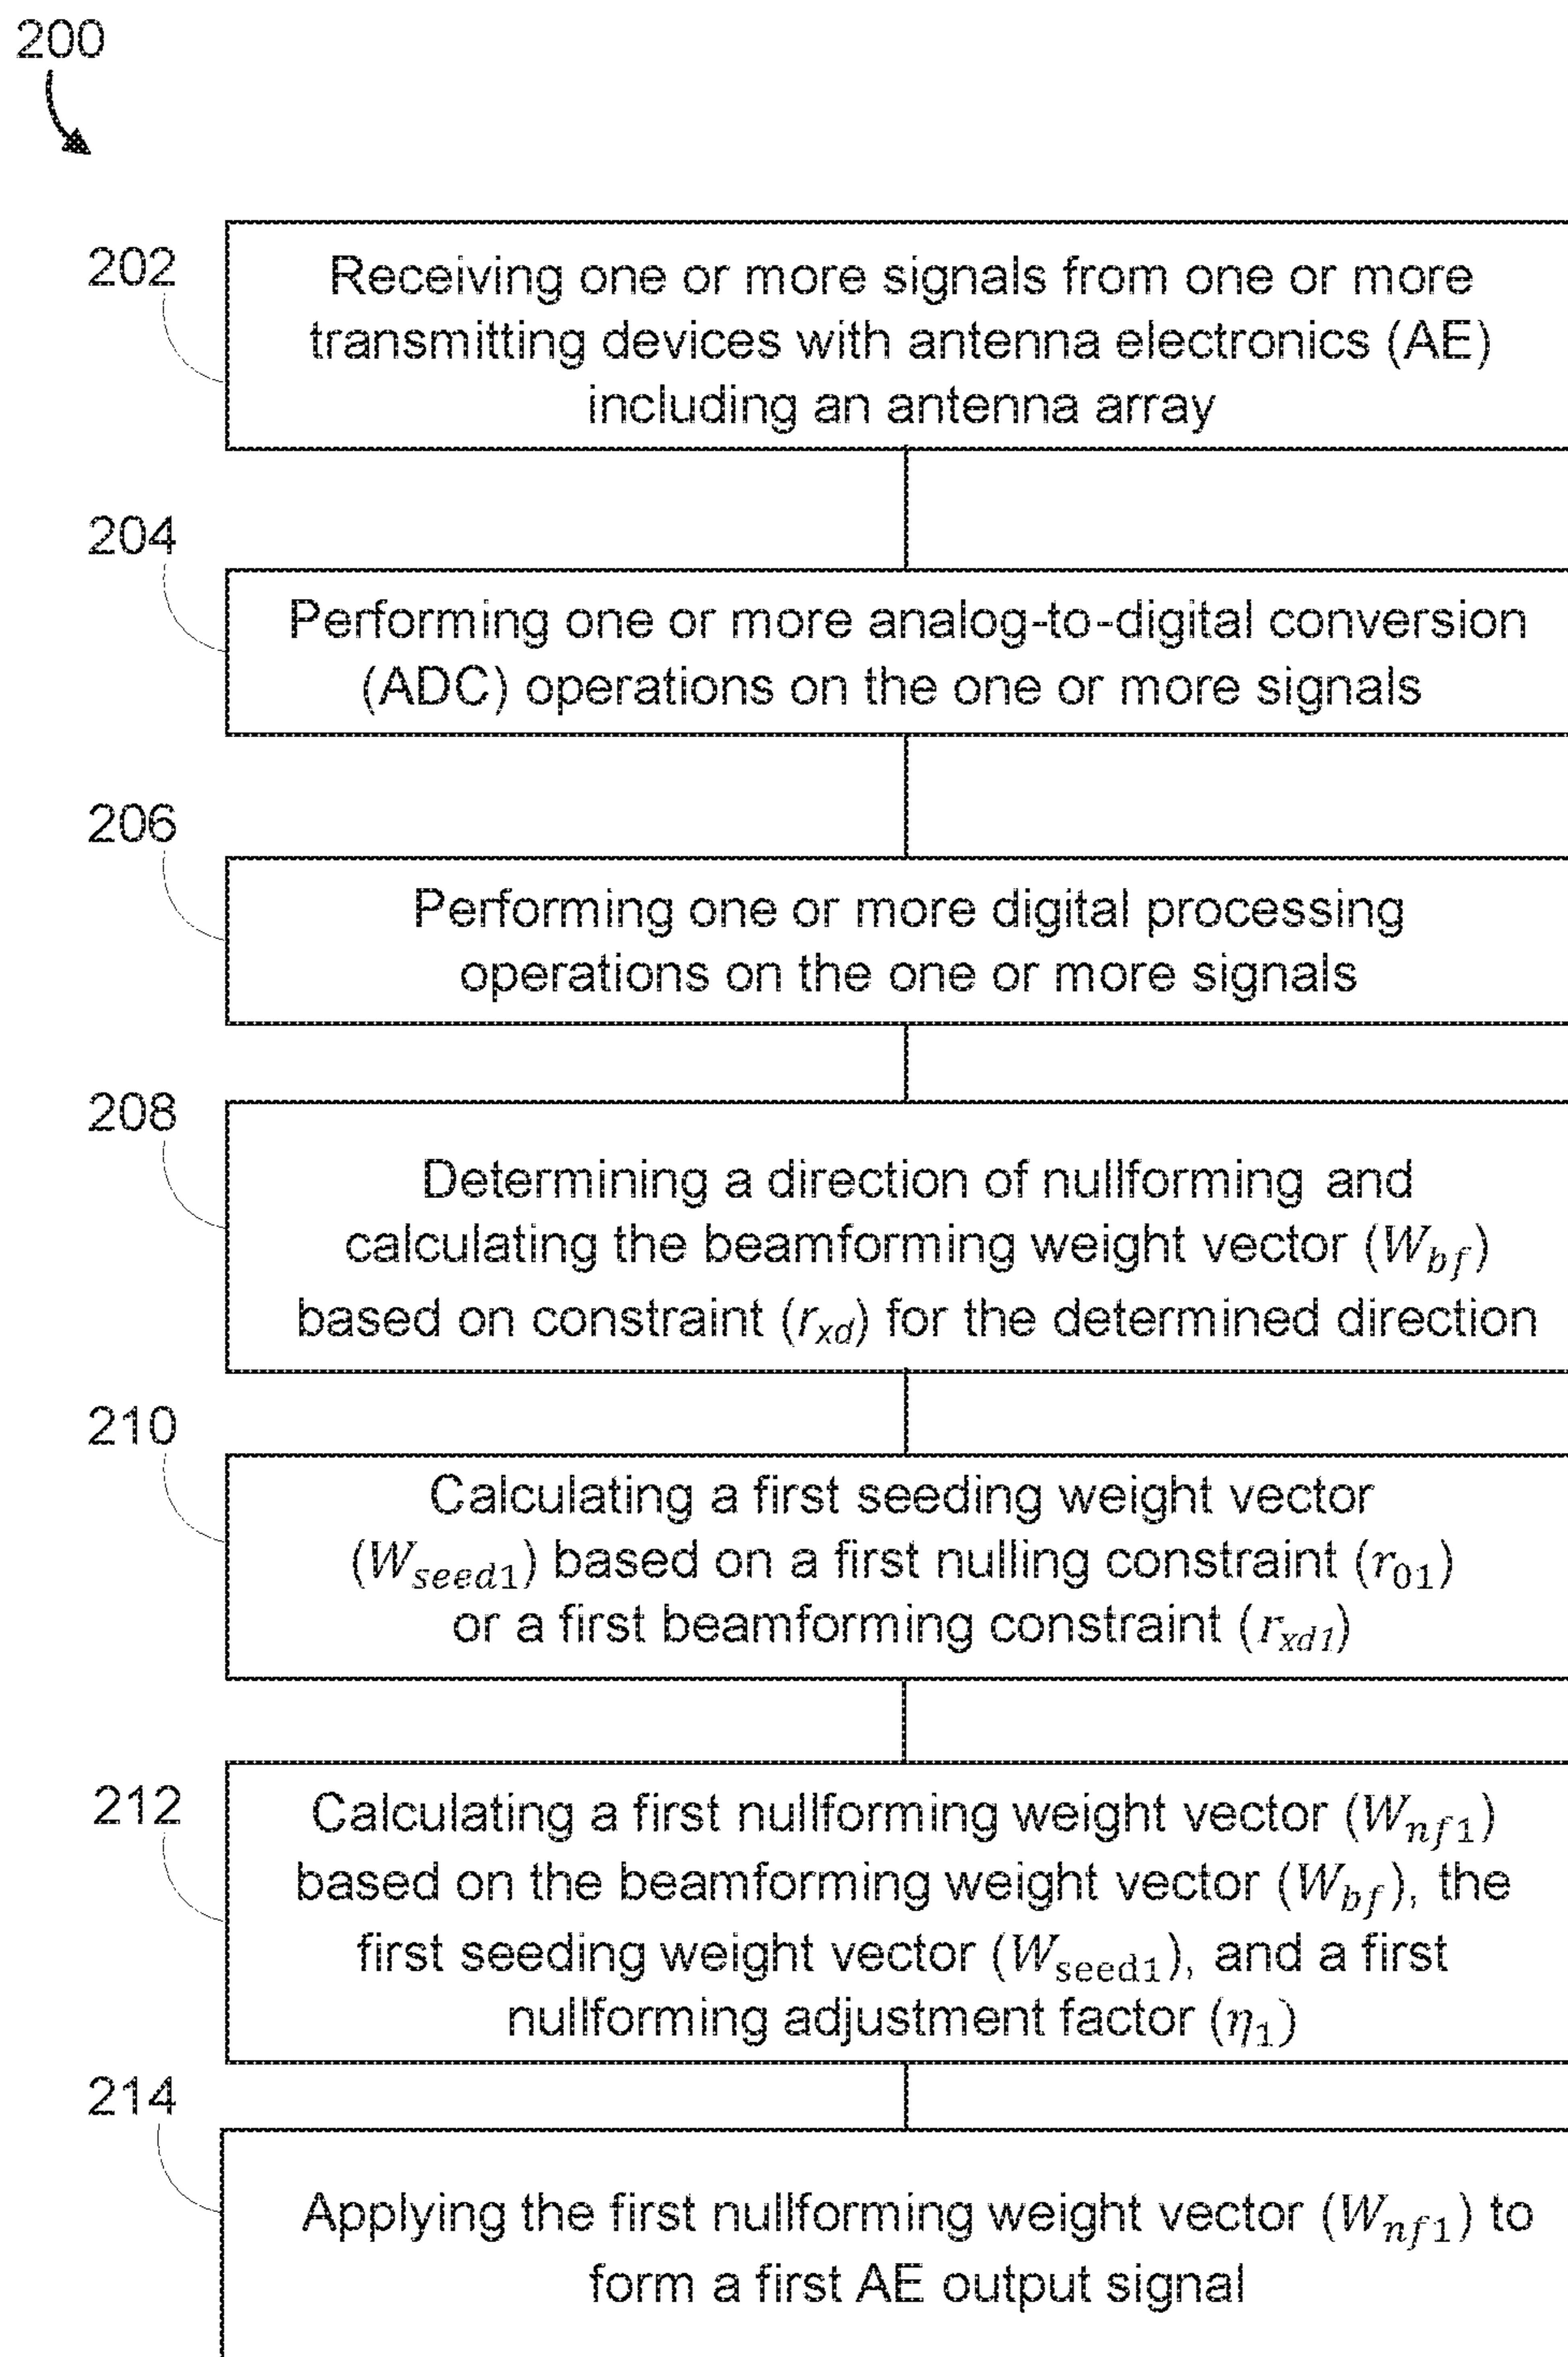 200
202
Receiving one or more signals from one or more
transmitting devices with antenna electronics (AE)
including an antenna array
204
Performing one or more analog-to-digital conversion
(ADC) operations on the one or more signals
206
Performing one or more digital processing
operations on the one or more signals
208
Determining a direction of nullforming and
calculating the beamforming weight vector (W_bf)
based on constraint (r_xd) for the determined direction
210
Calculating a first seeding weight vector
(W_seed1) based on a first nulling constraint (r_01)
or a first beamforming constraint (r_xd1)
212
Calculating a first nullforming weight vector (W_nf1)
based on the beamforming weight vector (W_bf), the
first seeding weight vector (W_seed1), and a first
nullforming adjustment factor (η_1)
214
Applying the first nullforming weight vector (W_nf1) to
form a first AE output signal